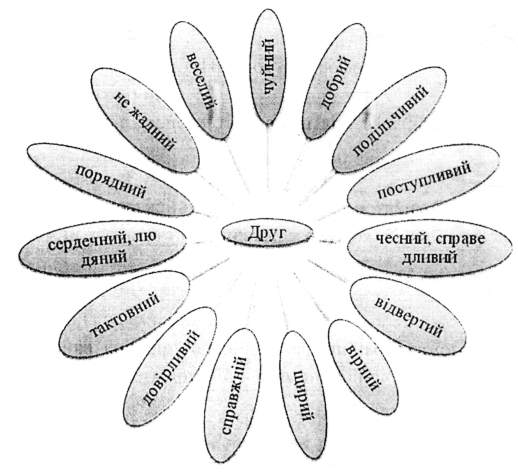 Друг
чуйний
добрий
подільчивий
поступливий
чесний, справе
дливий
відвертий
вірний
щирий
справжній
довірливий
тактовний
сердечний, лю
дяний
порядний
не жадний
веселий